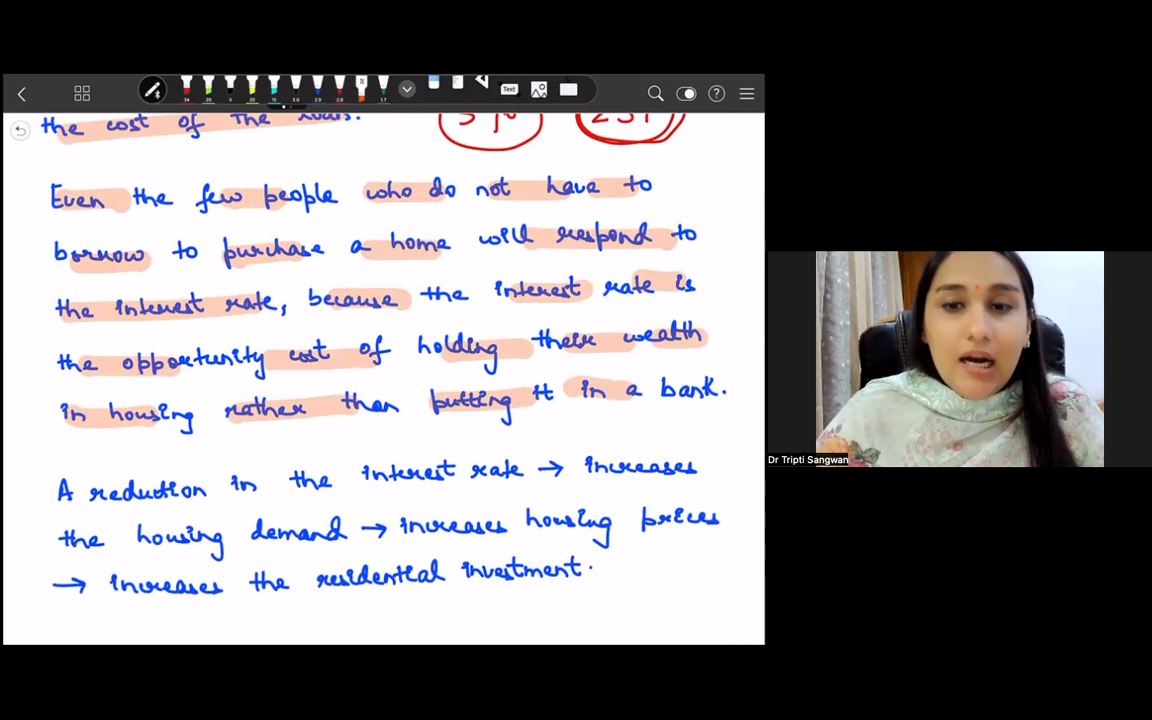 Text
the cost of the
Even the few people who do not have to
borrow to purchase a home will respond to
the interest rate, because the interest rate is
the opportunity cost of holding their wealth
in housing rather than putting it in a bank.
A reduction in the interest rate → increases
the housing demand → increases housing prices
→ increases the residential investment.
Dr Tripti Sangwan